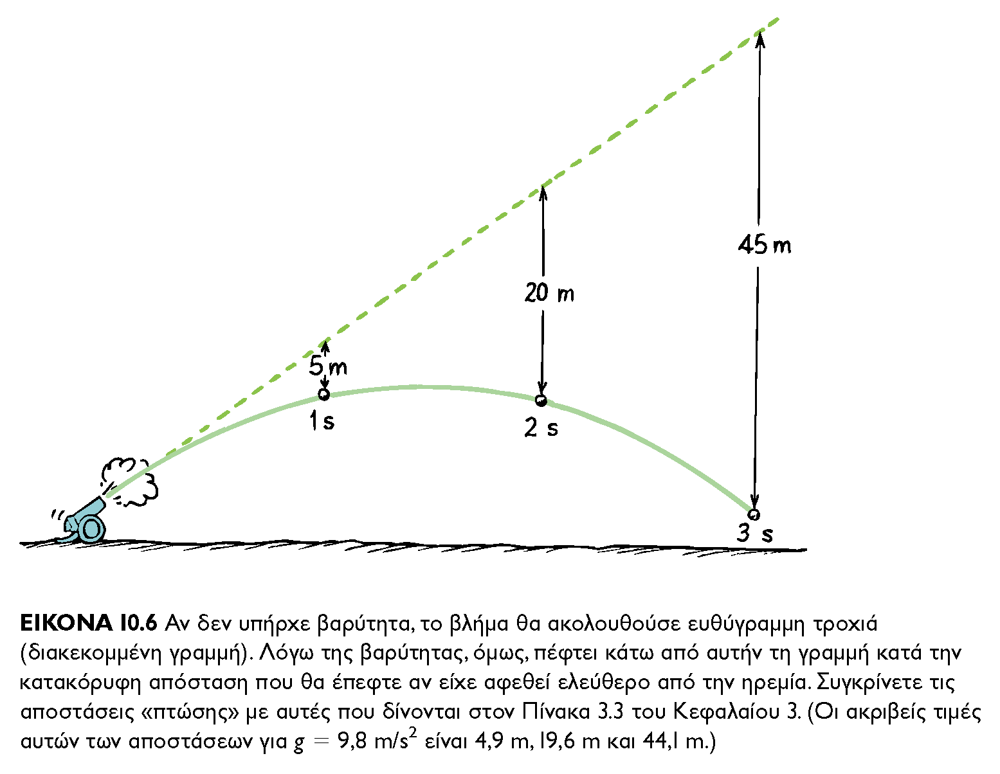 45 m
20 m
5 m
1 s
2 s
3 s
ΕΙΚΟΝΑ 10.6 Αν δεν υπήρχε βαρύτητα, το βλήμα θα ακολουθούσε ευθύγραμμη τροχιά
(διακεκομμένη γραμμή). Λόγω της βαρύτητας, όμως, πέφτει κάτω από αυτήν τη γραμμή κατά την
κατακόρυφη απόσταση που θα έπεφτε αν είχε αφεθεί ελεύθερο από την ηρεμία. Συγκρίνετε τις
αποστάσεις «πτώσης» με αυτές που δίνονται στον Πίνακα 3.3 του Κεφαλαίου 3. (Οι ακριβείς τιμές
αυτών των αποστάσεων για g = 9,8 m/s² είναι 4,9 m, 19,6 m και 44,1 m.)